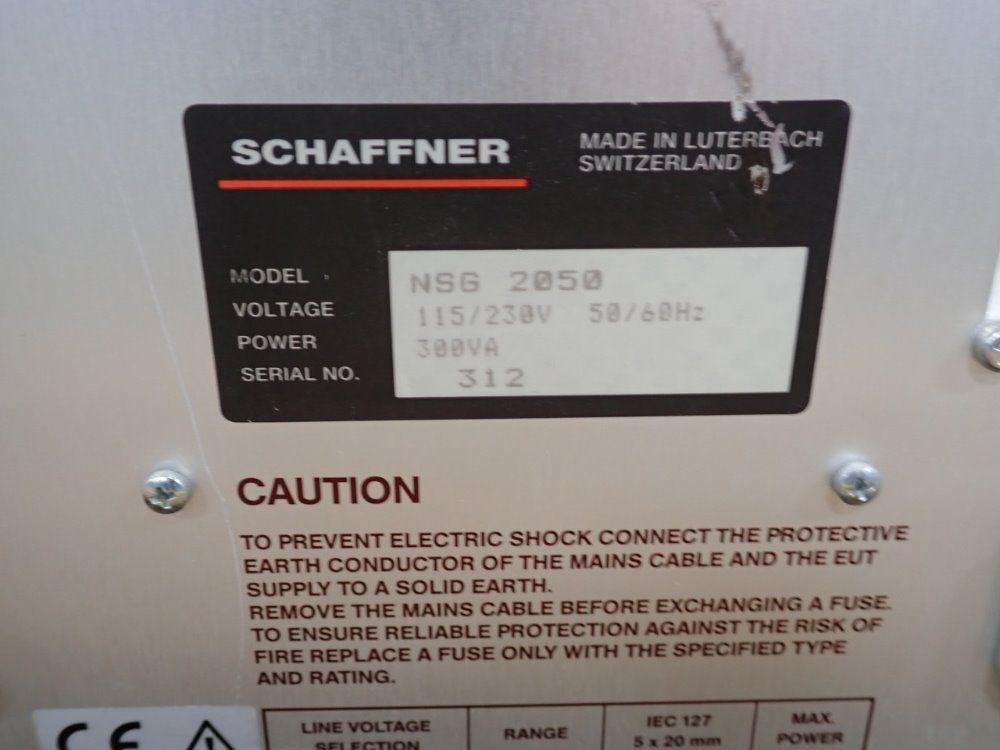 SCHAFFNER
MADE IN LUTERBACH
SWITZERLAND
MODEL NSG 2050
VOLTAGE 115/230V 50/60Hz
POWER 300VA
SERIAL NO. 312
CAUTION
TO PREVENT ELECTRIC SHOCK CONNECT THE PROTECTIVE
EARTH CONDUCTOR OF THE MAINS CABLE AND THE EUT
SUPPLY TO A SOLID EARTH.
REMOVE THE MAINS CABLE BEFORE EXCHANGING A FUSE.
TO ENSURE RELIABLE PROTECTION AGAINST THE RISK OF
FIRE REPLACE A FUSE ONLY WITH THE SPECIFIED TYPE
AND RATING.
CE
LINE VOLTAGE
SELECTION
RANGE
IEC 127
5 x 20 mm
MAX.
POWER